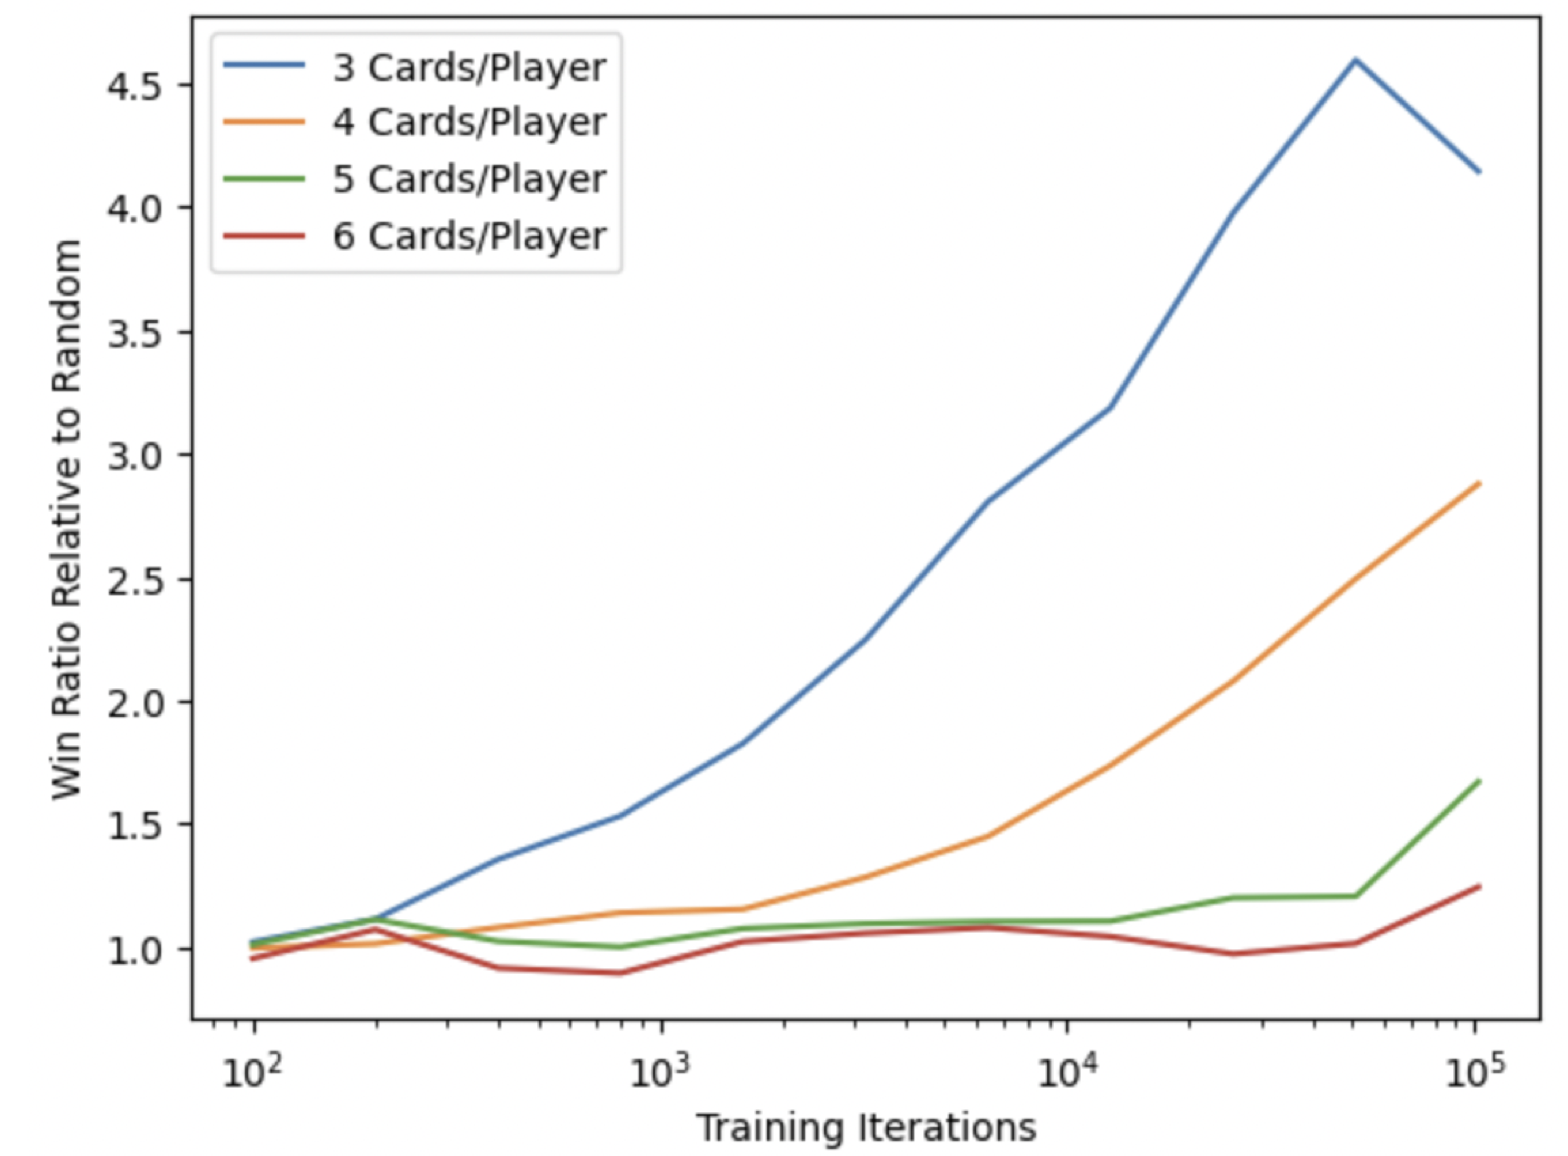 3 Cards/Player
4 Cards/Player
5 Cards/Player
6 Cards/Player
4.5
4.0
3.5
3.0
2.5
2.0
1.5
1.0
Win Ratio Relative to Random
10²
10³
10⁴
10⁵
Training Iterations